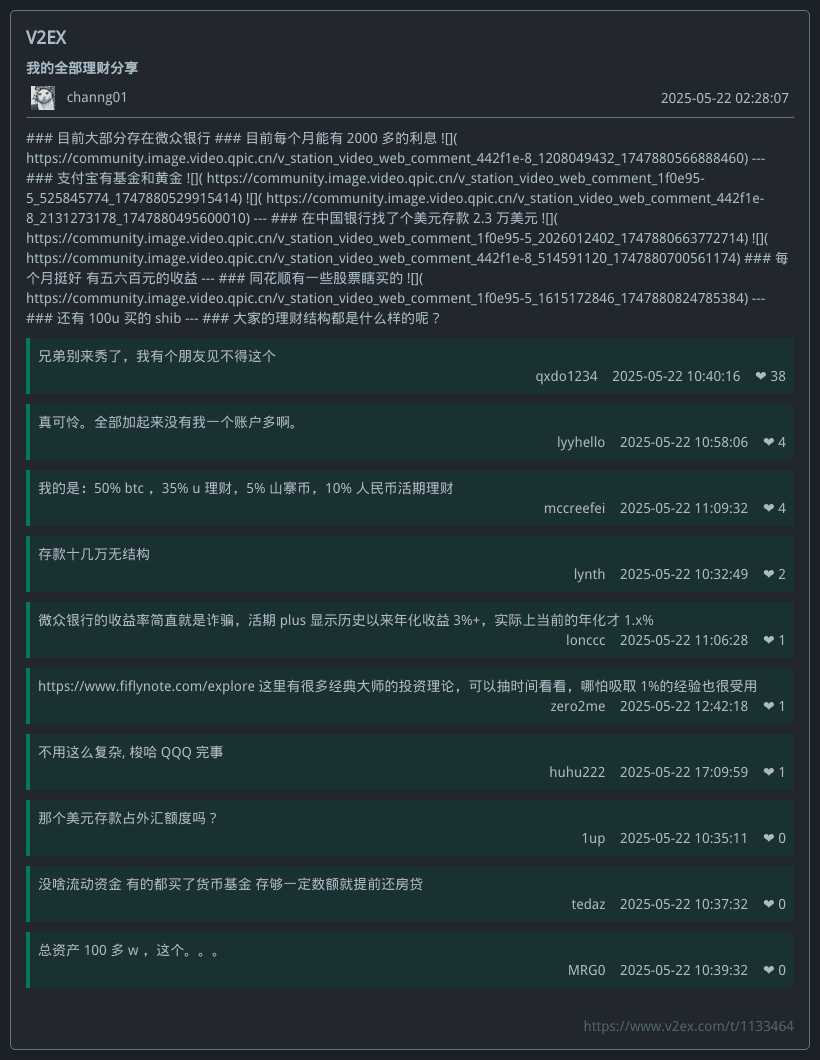 V2EX
我的全部理财分享
channg01 2025-05-22 02:28:07
### 目前大部分存在微众银行 ### 目前每个月能有 2000 多的利息 ![](
https://community.image.video.qpic.cn/v_station_video_web_comment_442f1e-8_1208049432_1747880566888460) ---
### 支付宝有基金和黄金 ![]( https://community.image.video.qpic.cn/v_station_video_web_comment_1f0e95-
5_525845774_1747880529915414) ![]( https://community.image.video.qpic.cn/v_station_video_web_comment_442f1e-
8_2131273178_1747880495600010) --- ### 在中国银行找了个美元存款 2.3 万美元 ![](
https://community.image.video.qpic.cn/v_station_video_web_comment_1f0e95-5_2026012402_1747880663772714) ![](
https://community.image.video.qpic.cn/v_station_video_web_comment_442f1e-8_514591120_1747880700561174) ### 每
个月挺好 有五六百元的收益 --- ### 同花顺有一些股票瞎买的 ![](
https://community.image.video.qpic.cn/v_station_video_web_comment_1f0e95-5_1615172846_1747880824785384) ---
### 还有 100u 买的 shib --- ### 大家的理财结构都是什么样的呢？
兄弟别来秀了，我有个朋友见不得这个
qxdo1234 2025-05-22 10:40:16 ❤ 38
真可怜。全部加起来没有我一个账户多啊。
lyyhello 2025-05-22 10:58:06 ❤ 4
我的是：50% btc ，35% u 理财，5% 山寨币，10% 人民币活期理财
mccreefei 2025-05-22 11:09:32 ❤ 4
存款十几万无结构
lynth 2025-05-22 10:32:49 ❤ 2
微众银行的收益率简直就是诈骗，活期 plus 显示历史以来年化收益 3%+，实际上当前的年化才 1.x%
lonccc 2025-05-22 11:06:28 ❤ 1
https://www.fiflynote.com/explore 这里有很多经典大师的投资理论，可以抽时间看看，哪怕吸取 1%的经验也很受用
zero2me 2025-05-22 12:42:18 ❤ 1
不用这么复杂, 梭哈 QQQ 完事
huhu222 2025-05-22 17:09:59 ❤ 1
那个美元存款占外汇额度吗？
1up 2025-05-22 10:35:11 ❤ 0
没啥流动资金 有的都买了货币基金 存够一定数额就提前还房贷
tedaz 2025-05-22 10:37:32 ❤ 0
总资产 100 多 w ，这个。。。
MRG0 2025-05-22 10:39:32 ❤ 0
https://www.v2ex.com/t/1133464